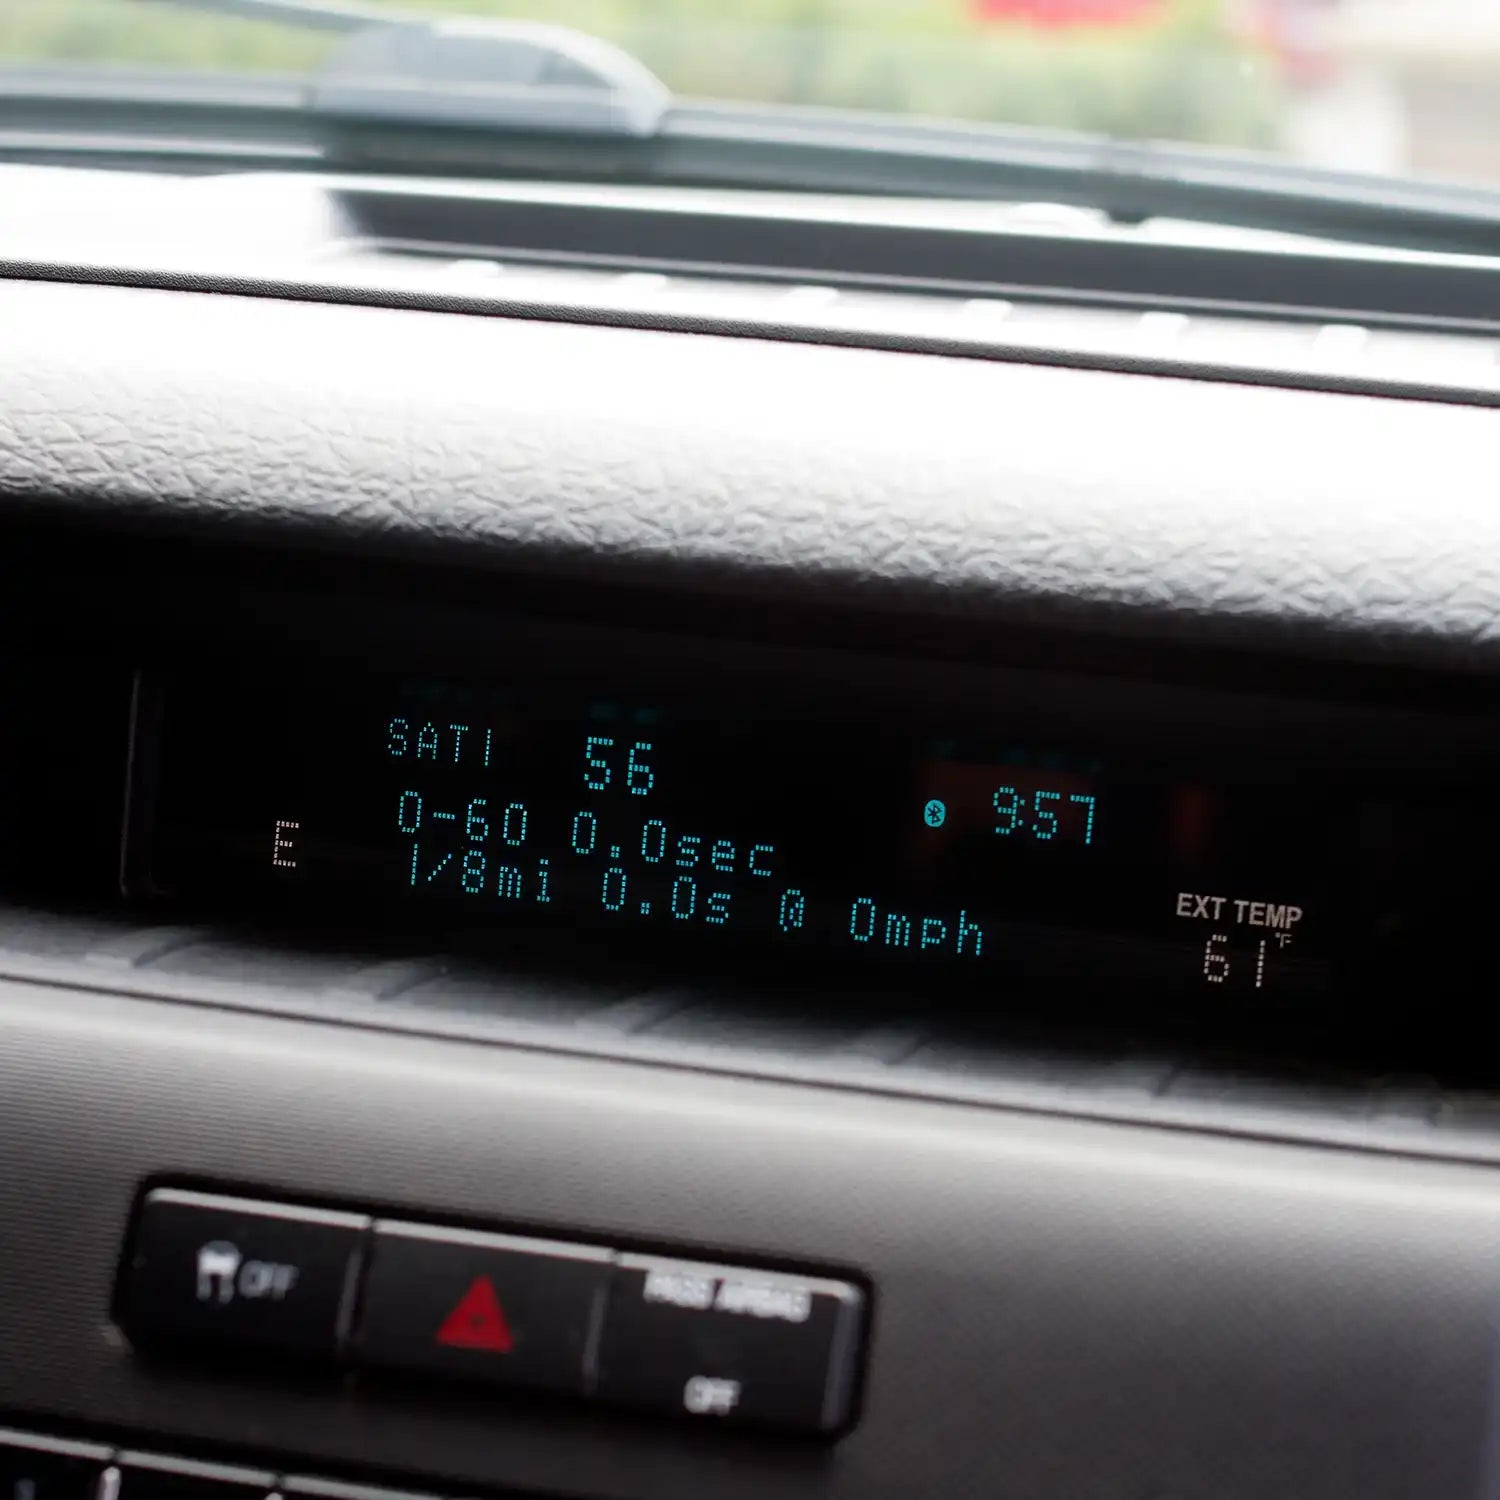 SAT1 56
9:57
0-60 0.0sec
1/8mi 0.0s @ 0mph
E
EXT TEMP
61°F
OFF
PASS AIRBAG
OFF